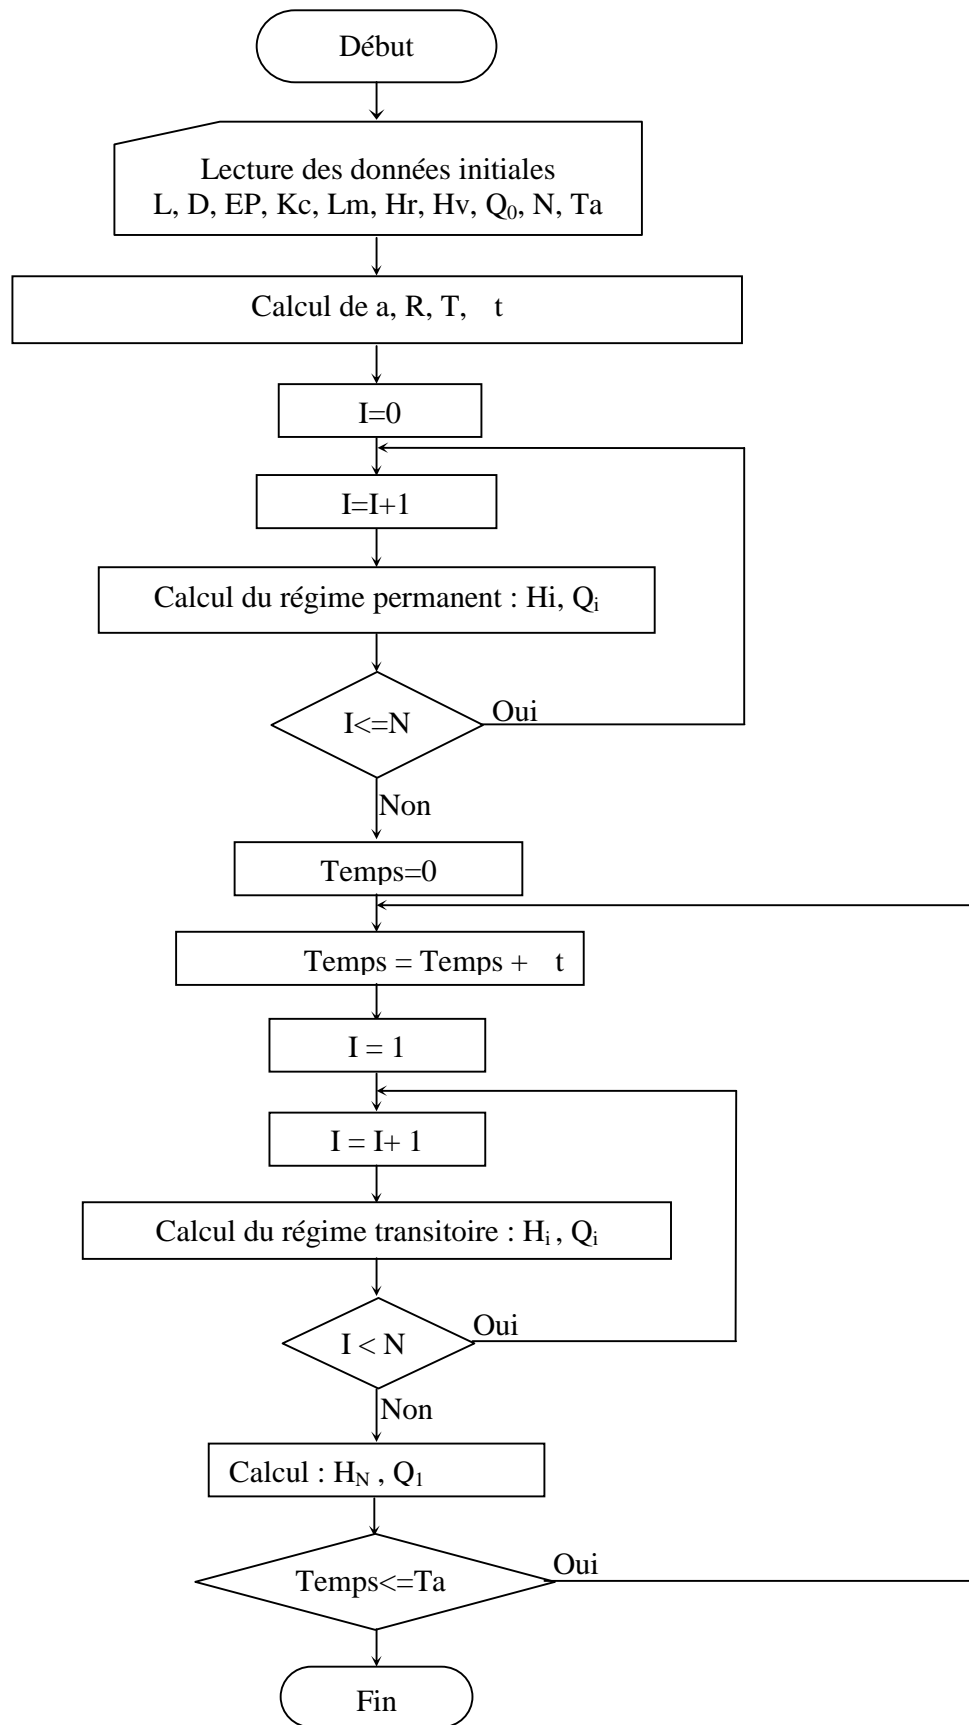 Début
Lecture des données initiales
L, D, EP, Kc, Lm, Hr, Hv, Q₀, N, Ta
Calcul de a, R, T, t
I=0
I=I+1
Calcul du régime permanent : Hi, Qᵢ
I<=N
Oui
Non
Temps=0
Temps = Temps + t
I = 1
I = I+ 1
Calcul du régime transitoire : Hᵢ , Qᵢ
I < N
Oui
Non
Calcul : H_N , Q₁
Temps<=Ta
Oui
Fin